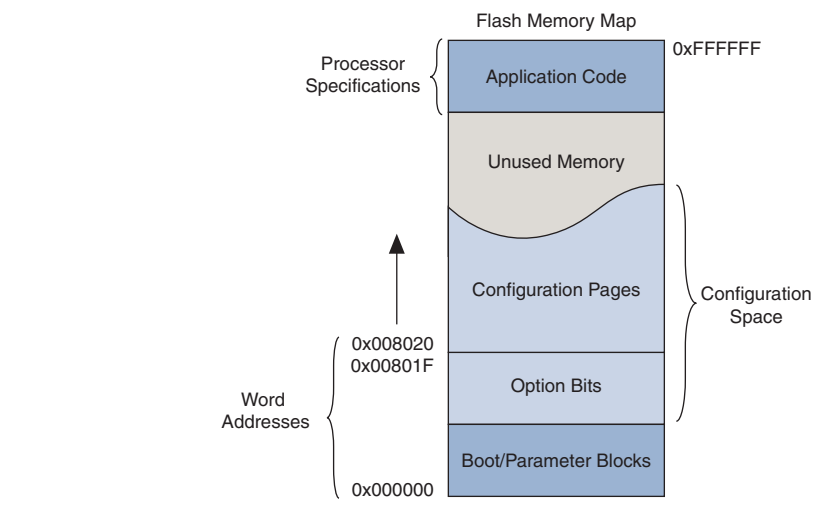 Flash Memory Map
0xFFFFFF
Processor
Specifications
Application Code
Unused Memory
Configuration Pages
Configuration
Space
0x008020
0x00801F
Option Bits
Word
Addresses
Boot/Parameter Blocks
0x000000